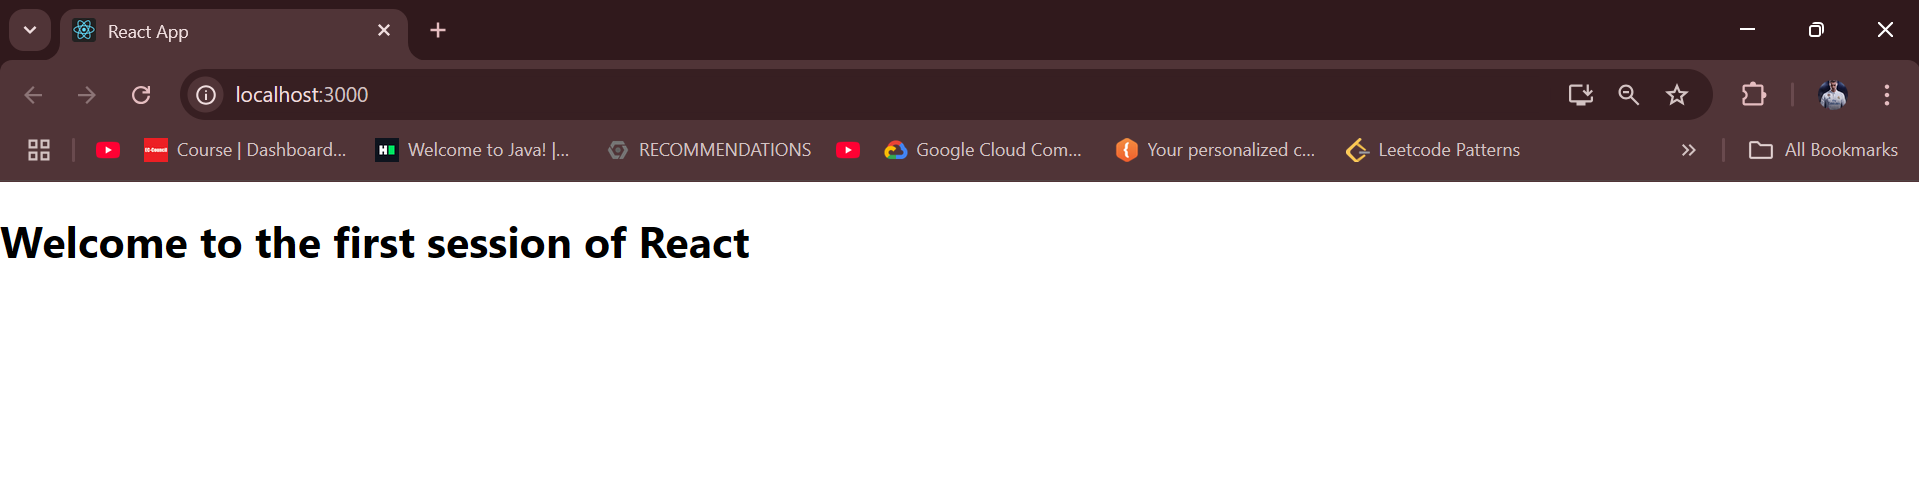 React App
localhost:3000
Course | Dashboard... Welcome to Java! |... RECOMMENDATIONS Google Cloud Com... Your personalized c... Leetcode Patterns All Bookmarks
Welcome to the first session of React